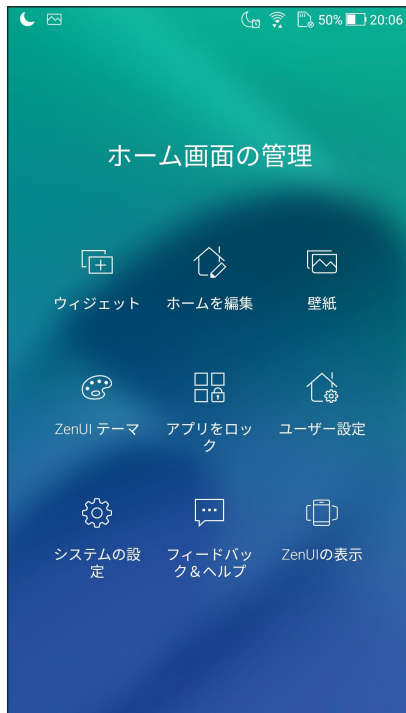 50% 20:06
ホーム画面の管理
ウィジェット ホームを編集 壁紙
ZenUI テーマ アプリをロッ ユーザー設定
ク
システムの設 フィードバッ ZenUIの表示
定 ク＆ヘルプ